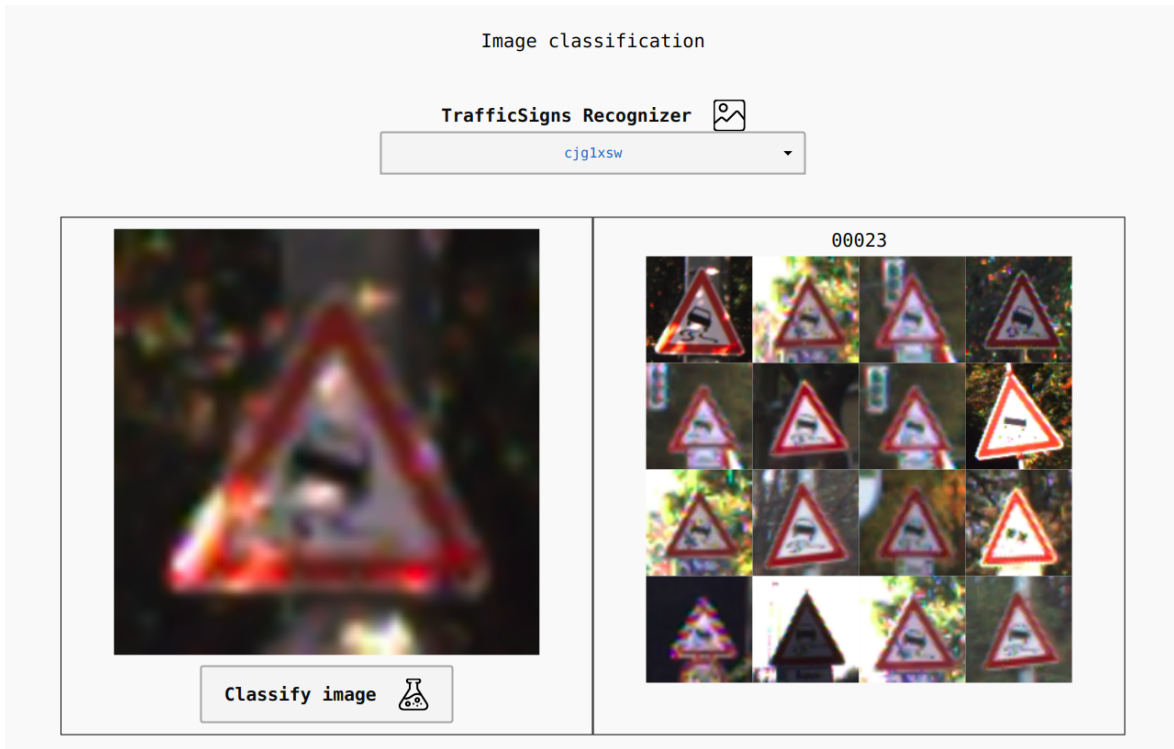 Image classification
TrafficSigns Recognizer
cjg1xsw
00023
Classify image